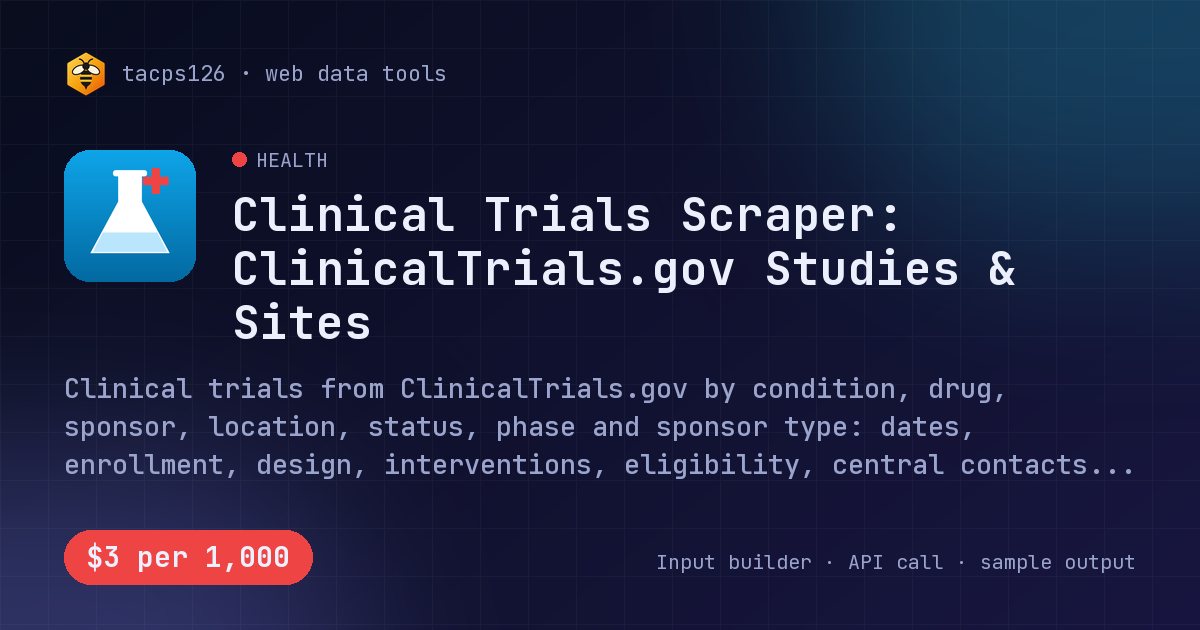 tacps126 · web data tools
HEALTH
Clinical Trials Scraper:
ClinicalTrials.gov Studies &
Sites
Clinical trials from ClinicalTrials.gov by condition, drug,
sponsor, location, status, phase and sponsor type: dates,
enrollment, design, interventions, eligibility, central contacts...
$3 per 1,000
Input builder · API call · sample output